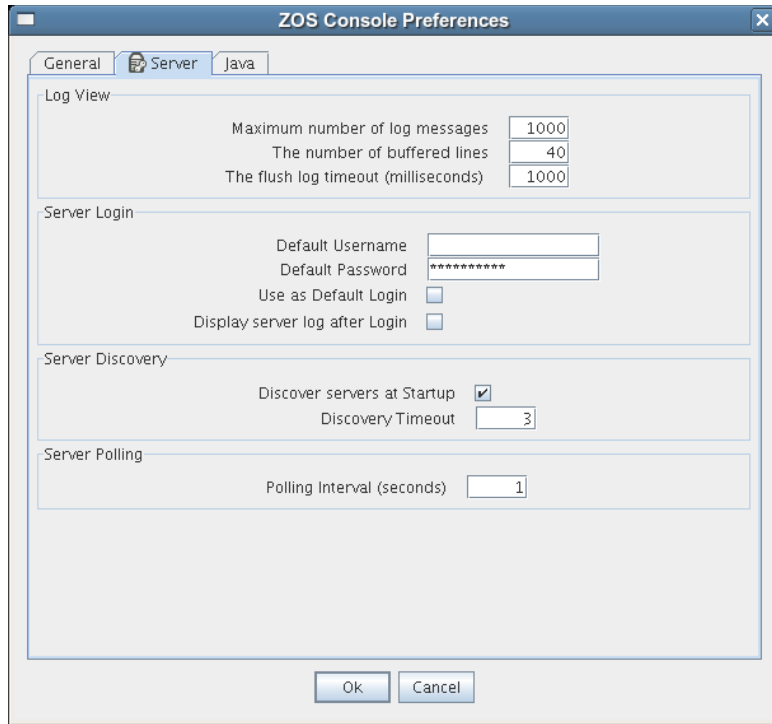 ZOS Console Preferences
General Server Java
Log View
Maximum number of log messages 1000
The number of buffered lines 40
The flush log timeout (milliseconds) 1000
Server Login
Default Username
Default Password **********
Use as Default Login
Display server log after Login
Server Discovery
Discover servers at Startup
Discovery Timeout 3
Server Polling
Polling Interval (seconds) 1
Ok Cancel